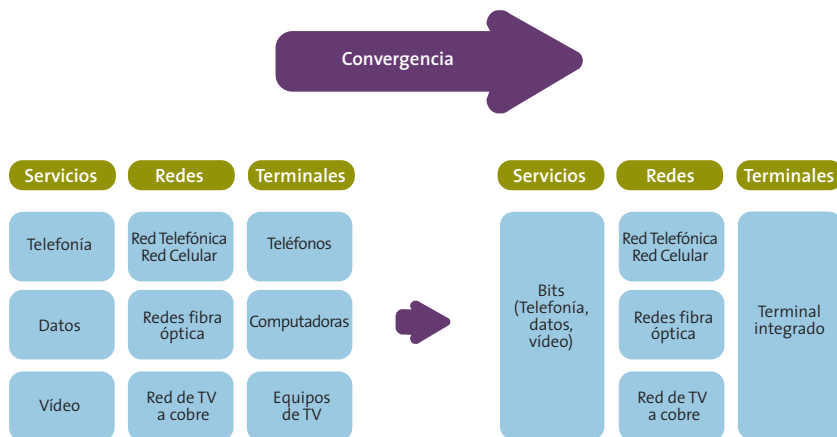 Convergencia
Servicios
Redes
Terminales
Telefonía
Red Telefónica
Red Celular
Teléfonos
Datos
Redes fibra
óptica
Computadoras
Vídeo
Red de TV
a cobre
Equipos
de TV
Servicios
Redes
Terminales
Bits
(Telefonía,
datos,
vídeo)
Red Telefónica
Red Celular
Redes fibra
óptica
Red de TV
a cobre
Terminal
integrado